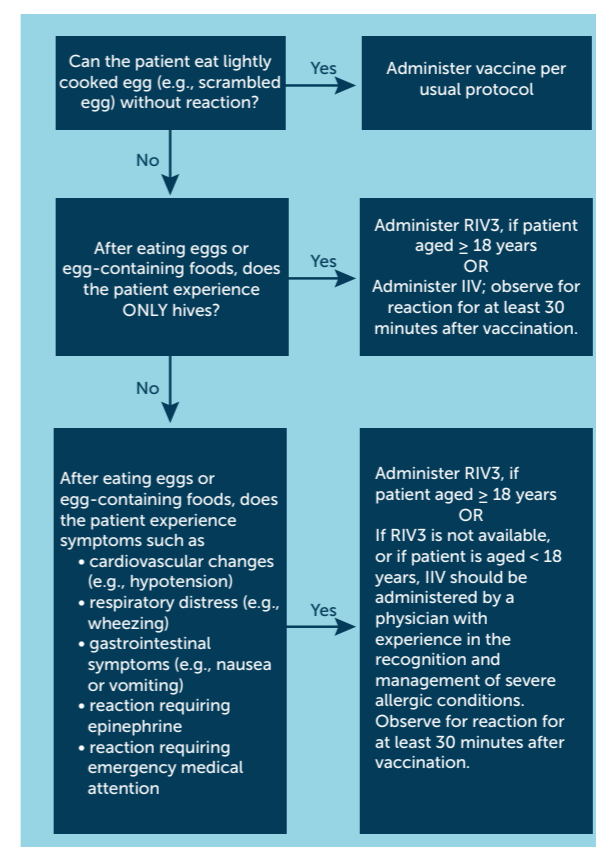 Can the patient eat lightly
cooked egg (e.g., scrambled
egg) without reaction?
Yes
Administer vaccine per
usual protocol
No
After eating eggs or
egg-containing foods, does
the patient experience
ONLY hives?
Yes
Administer RIV3, if patient
aged ≥ 18 years
OR
Administer IIV; observe for
reaction for at least 30
minutes after vaccination.
No
After eating eggs or
egg-containing foods, does
the patient experience
symptoms such as
• cardiovascular changes
(e.g., hypotension)
• respiratory distress (e.g.,
wheezing)
• gastrointestinal
symptoms (e.g., nausea
or vomiting)
• reaction requiring
epinephrine
• reaction requiring
emergency medical
attention
Yes
Administer RIV3, if
patient aged ≥ 18 years
OR
If RIV3 is not available,
or if patient is aged < 18
years, IIV should be
administered by a
physician with
experience in the
recognition and
management of severe
allergic conditions.
Observe for reaction for
at least 30 minutes after
vaccination.